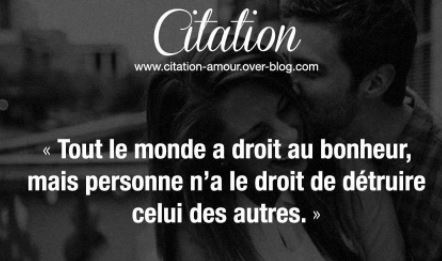 Citation
www.citation-amour.over-blog.com
« Tout le monde a droit au bonheur,
mais personne n’a le droit de détruire
celui des autres. »